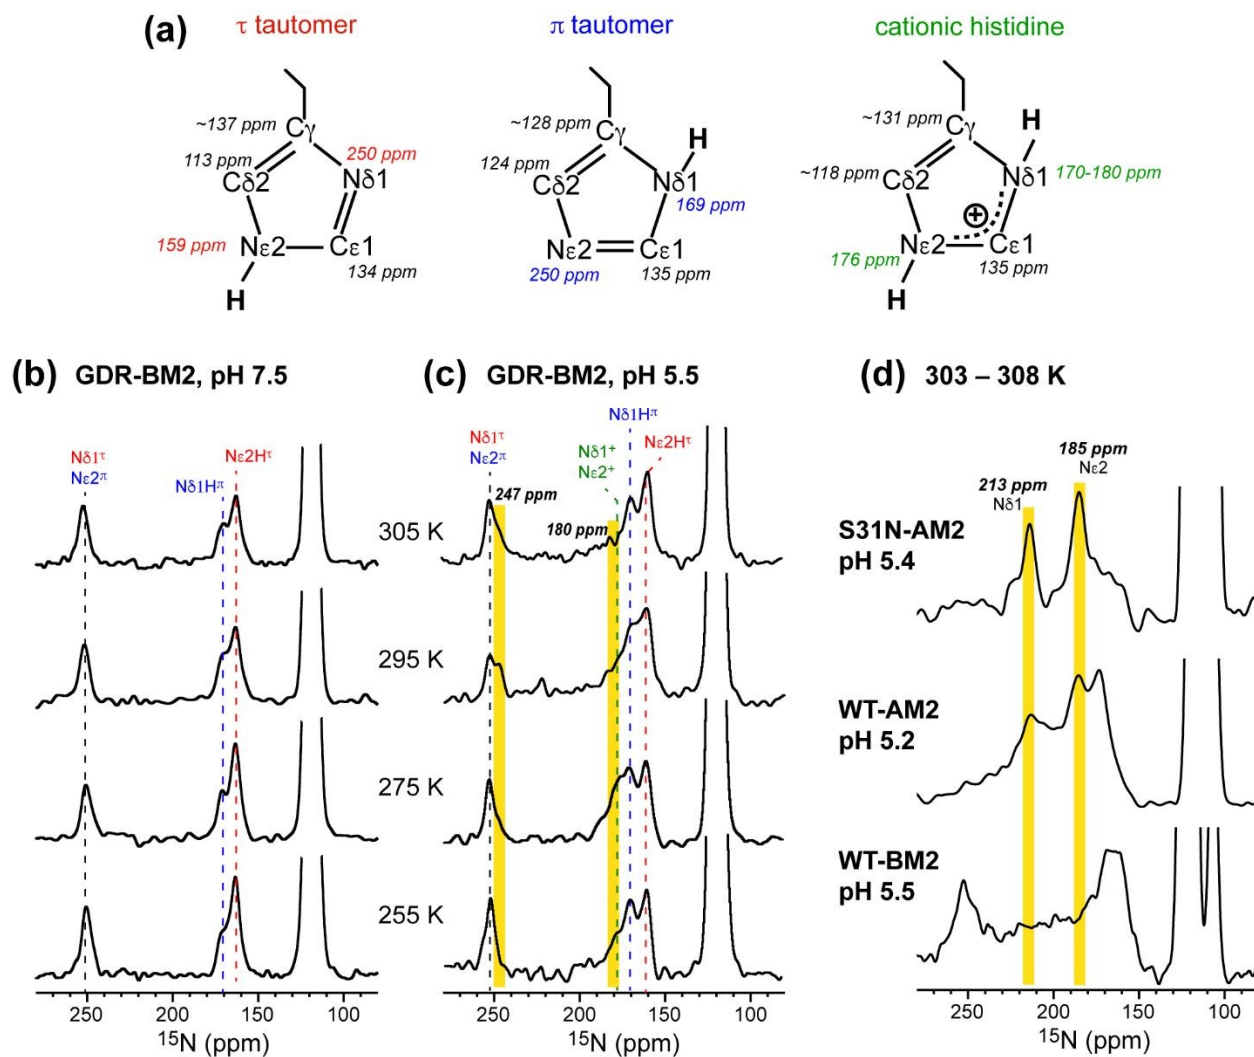 (a)
τ tautomer
π tautomer
cationic histidine
~137 ppm
Cγ
250 ppm
113 ppm
Cδ2
Nδ1
159 ppm
Nε2
Cε1
H
134 ppm
~128 ppm
Cγ
H
124 ppm
Cδ2
Nδ1
169 ppm
Nε2
Cε1
250 ppm
135 ppm
~131 ppm
H
Cγ
~118 ppm
Cδ2
Nδ1
170-180 ppm
+
176 ppm
Nε2
Cε1
H
135 ppm
(b) GDR-BM2, pH 7.5
Nδ1τ
Nε2π
Nδ1Hπ
Nε2Hτ
250 200 150 100
15N (ppm)
(c) GDR-BM2, pH 5.5
Nδ1Hπ
Nδ1τ
Nε2π
Nδ1+
Nε2+
Nε2Hτ
247 ppm
180 ppm
305 K
295 K
275 K
255 K
250 200 150 100
15N (ppm)
(d) 303 – 308 K
185 ppm
Nε2
213 ppm
Nδ1
S31N-AM2
pH 5.4
WT-AM2
pH 5.2
WT-BM2
pH 5.5
250 200 150 100
15N (ppm)